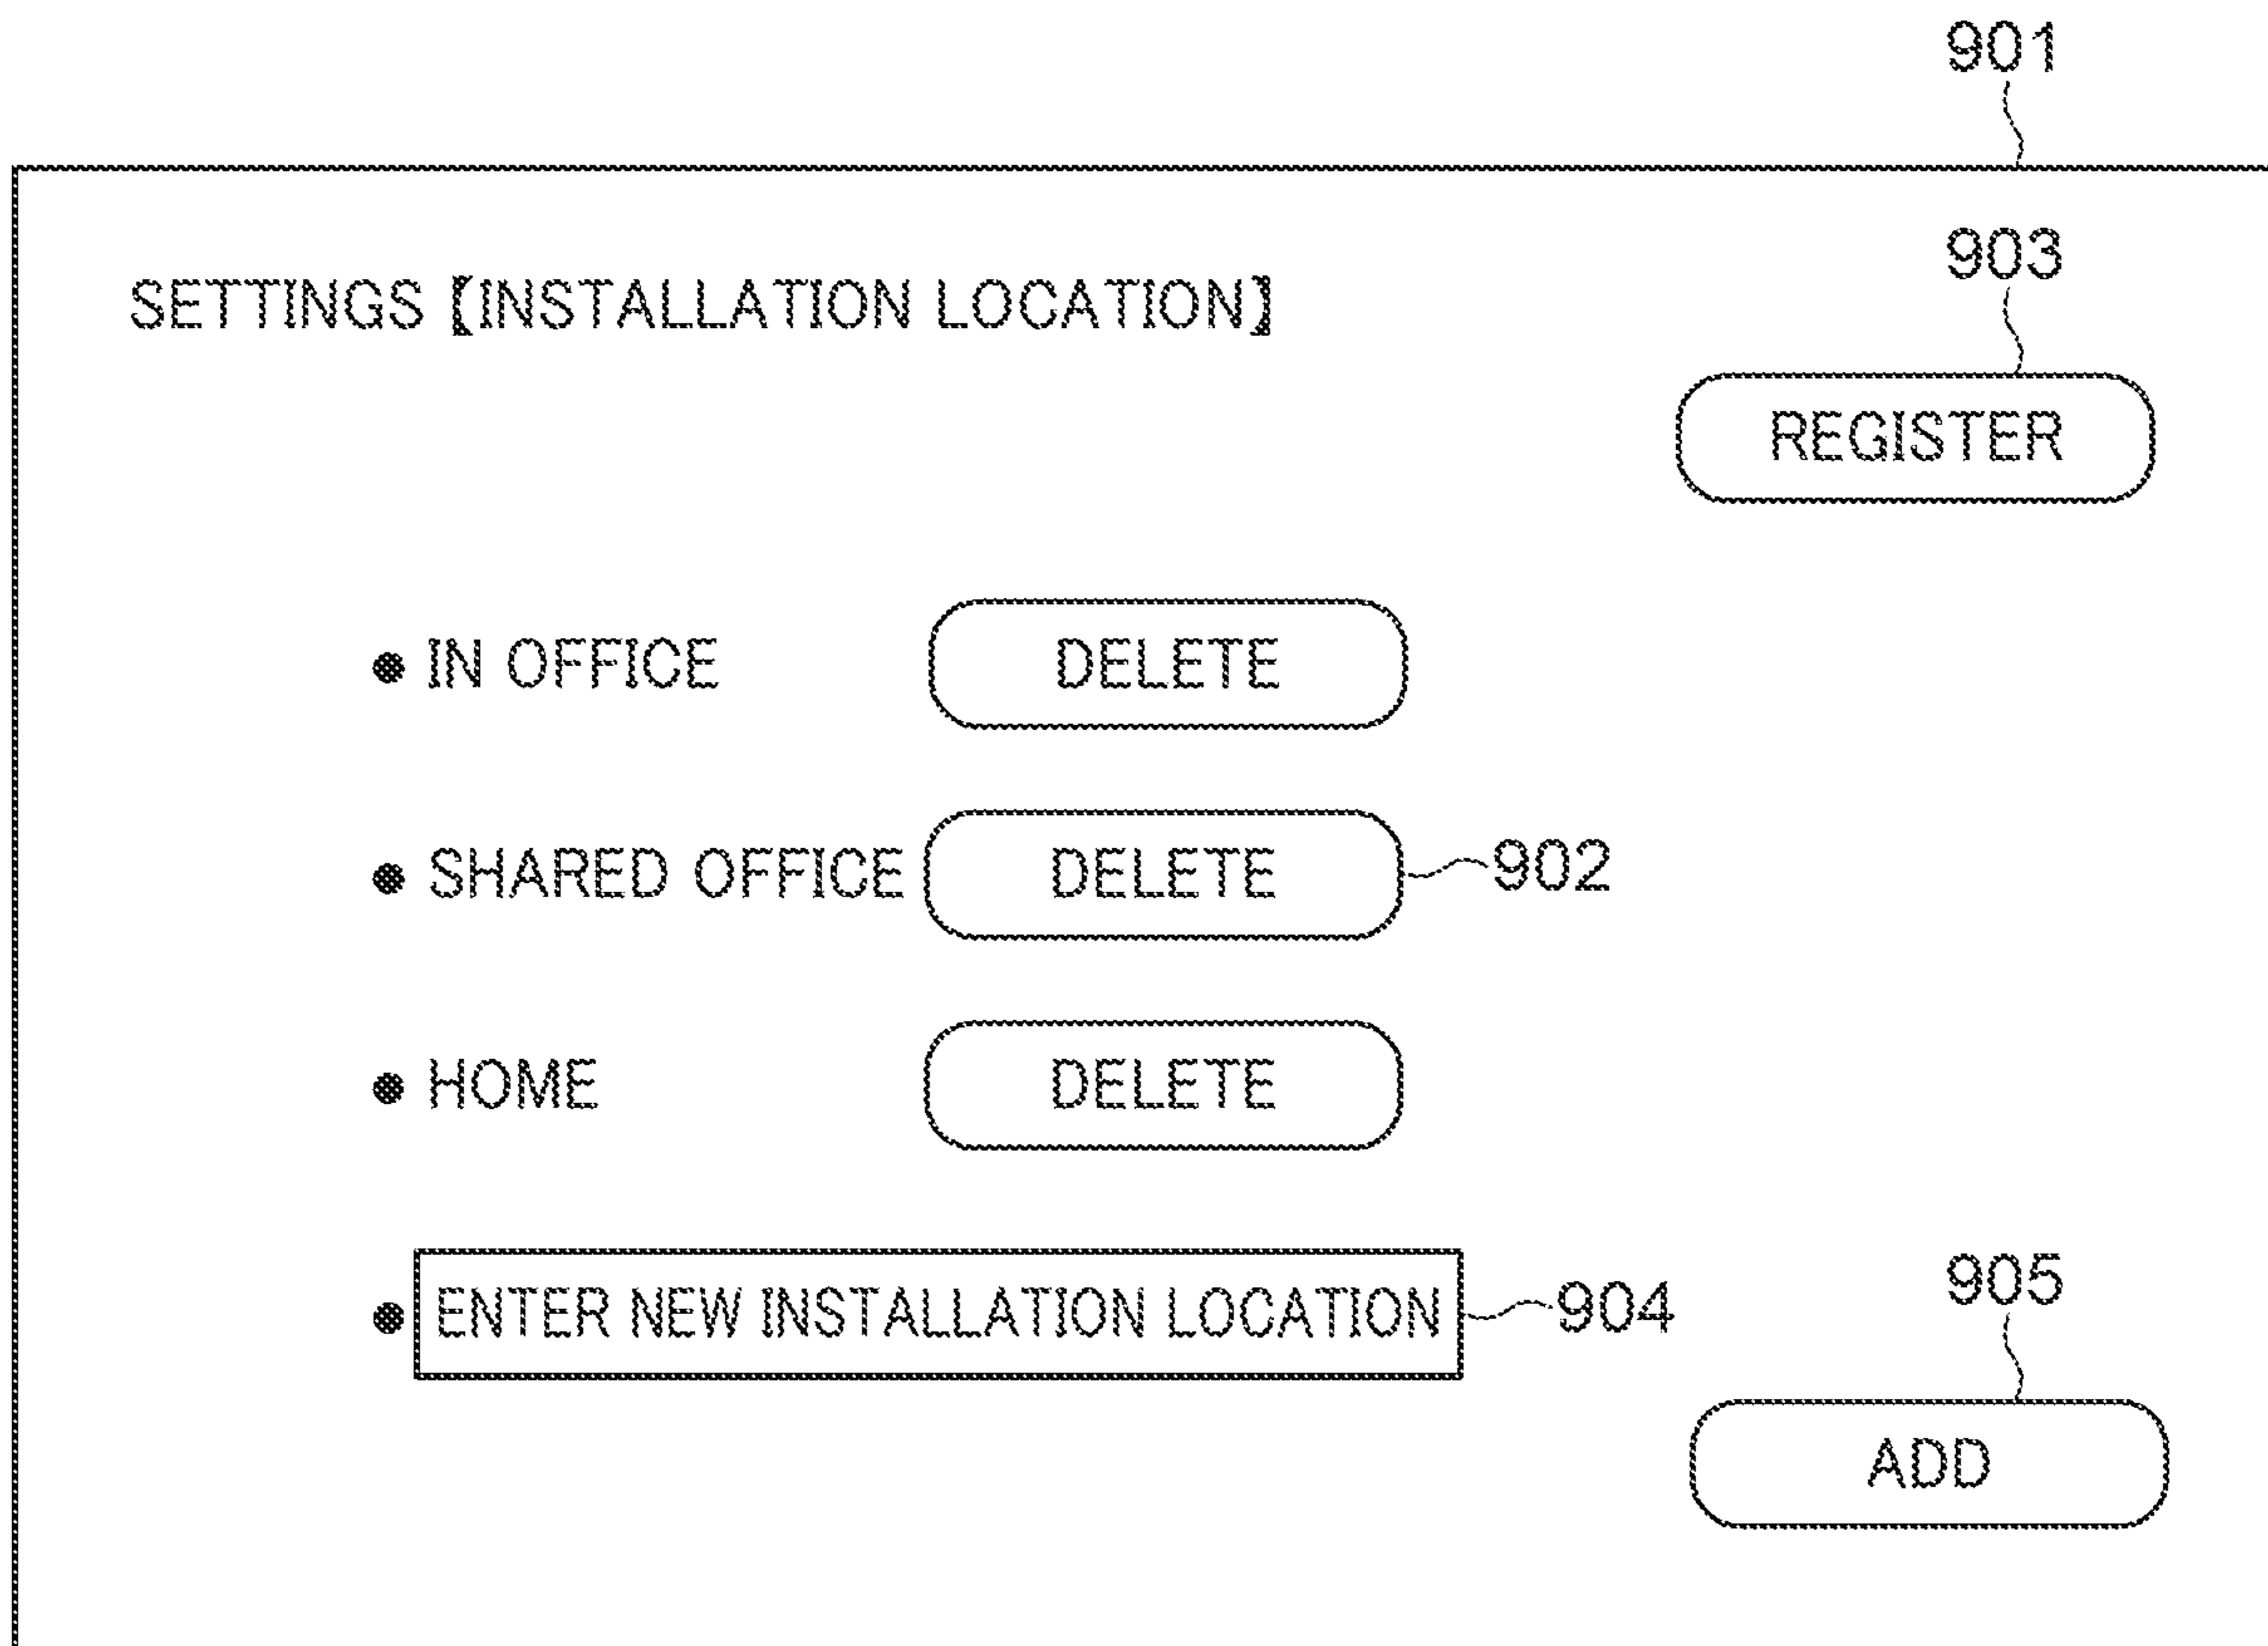 901
SETTINGS【INSTALLATION LOCATION】
903
REGISTER
● IN OFFICE DELETE
● SHARED OFFICE DELETE 902
● HOME DELETE
● ENTER NEW INSTALLATION LOCATION 904
905
ADD